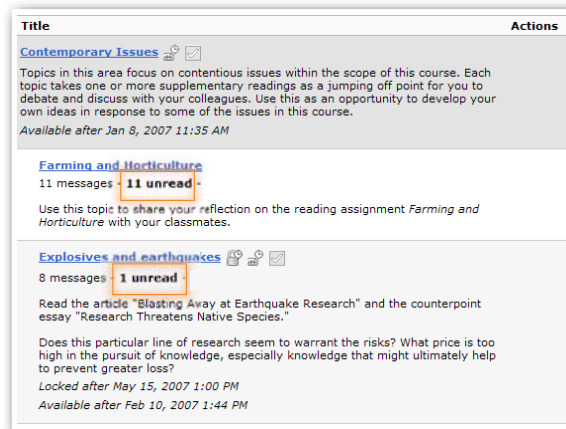 Title Actions
Contemporary Issues
Topics in this area focus on contentious issues within the scope of this course. Each
topic takes one or more supplementary readings as a jumping off point for you to
debate and discuss with your colleagues. Use this as an opportunity to develop your
own ideas in response to some of the issues in this course.
Available after Jan 8, 2007 11:35 AM
Farming and Horticulture
11 messages - 11 unread -
Use this topic to share your reflection on the reading assignment Farming and
Horticulture with your classmates.
Explosives and earthquakes
8 messages - 1 unread -
Read the article "Blasting Away at Earthquake Research" and the counterpoint
essay "Research Threatens Native Species."
Does this particular line of research seem to warrant the risks? What price is too
high in the pursuit of knowledge, especially knowledge that might ultimately help
to prevent greater loss?
Locked after May 15, 2007 1:00 PM
Available after Feb 10, 2007 1:44 PM